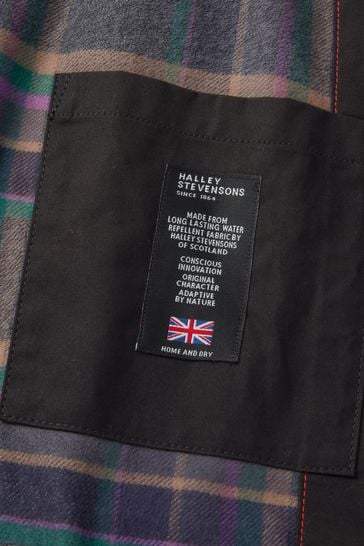 HALLEY
STEVENSONS
SINCE 1864
MADE FROM
LONG LASTING WATER
REPELLENT FABRIC BY
HALLEY STEVENSONS
OF SCOTLAND
CONSCIOUS
INNOVATION
ORIGINAL
CHARACTER
ADAPTIVE
BY NATURE
HOME AND DRY